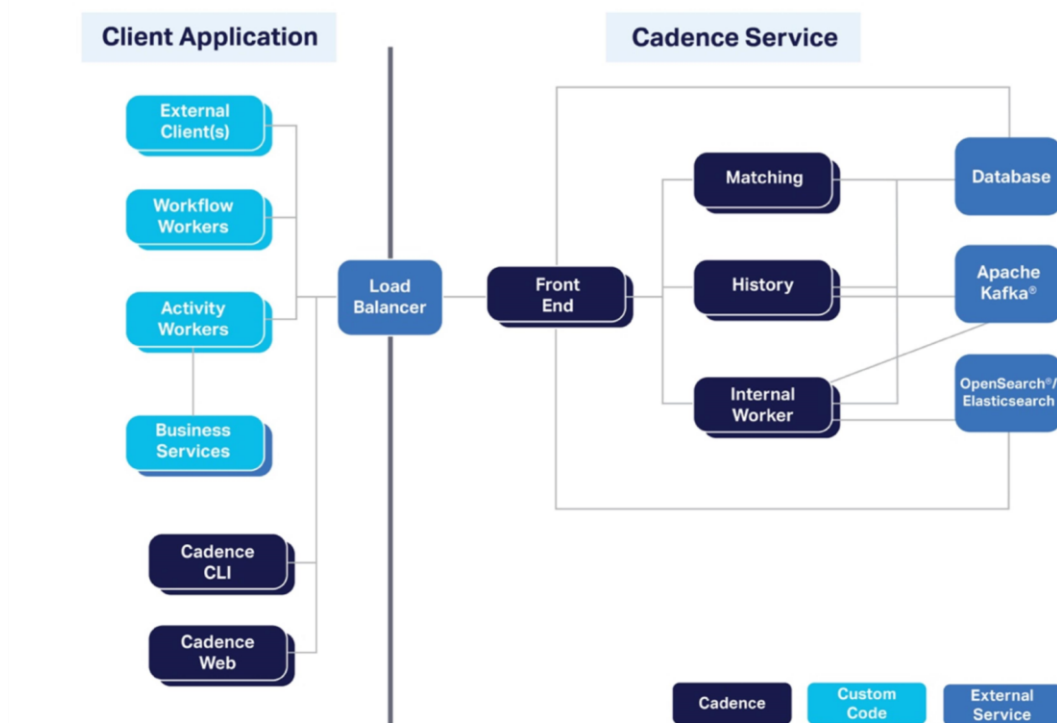 Client Application
Cadence Service
External
Client(s)
Workflow
Workers
Activity
Workers
Business
Services
Cadence
CLI
Cadence
Web
Load
Balancer
Front
End
Matching
History
Internal
Worker
Database
Apache
Kafka®
OpenSearch®/
Elasticsearch
Cadence
Custom
Code
External
Service